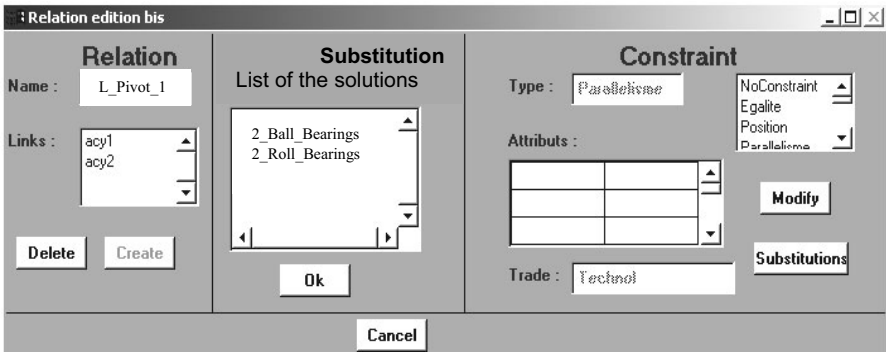 Relation edition bis
Relation
Name :
L_Pivot_1
Links :
acy1
acy2
Delete
Create
Substitution
List of the solutions
2_Ball_Bearings
2_Roll_Bearings
Ok
Constraint
Type :
Parallelisme
NoConstraint
Egalite
Position
Parallelisme
Attributs :
Modify
Substitutions
Trade :
Technol
Cancel